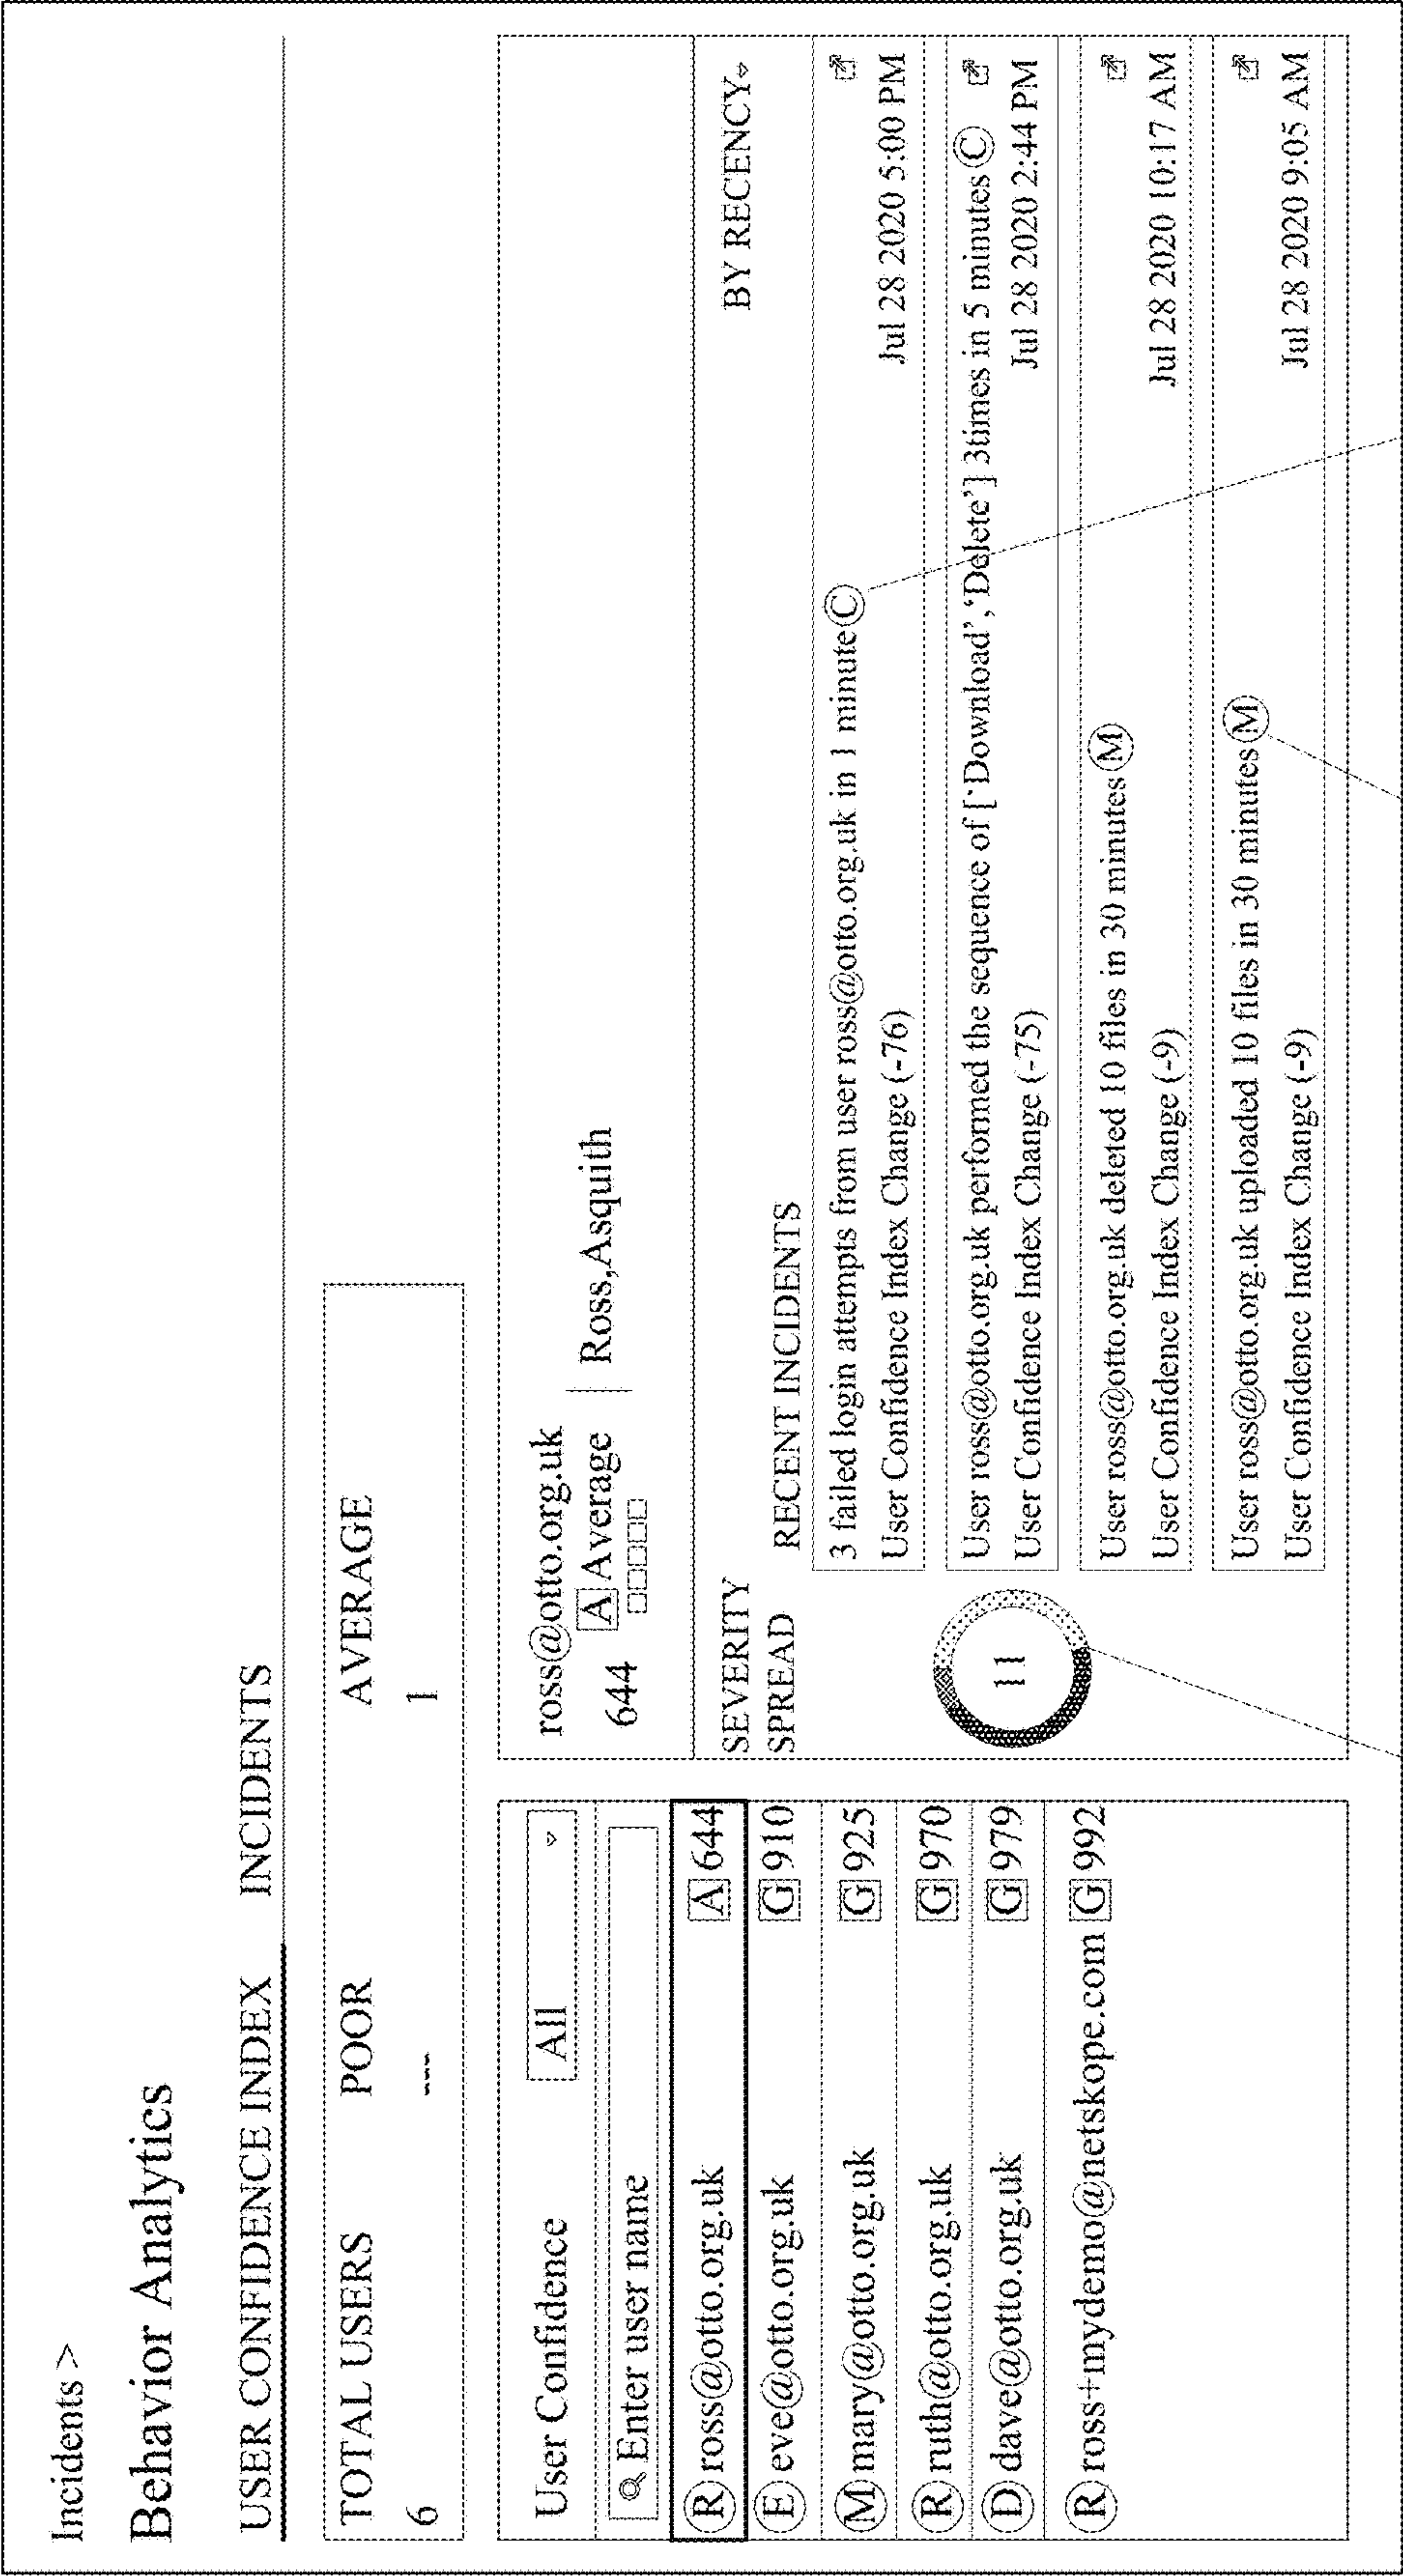 Incidents >
Behavior Analytics
USER CONFIDENCE INDEX INCIDENTS
TOTAL USERS POOR AVERAGE
6 --- 1
User Confidence All
Enter user name
R ross@otto.org.uk A 644
E eve@otto.org.uk G 910
M mary@otto.org.uk G 925
R ruth@otto.org.uk G 970
D dave@otto.org.uk G 979
R ross+mydemo@netskope.com G 992
ross@otto.org.uk
644 A Average | Ross,Asquith
SEVERITY SPREAD
11
RECENT INCIDENTS
BY RECENCY
3 failed login attempts from user ross@otto.org.uk in 1 minute C
User Confidence Index Change (-76) Jul 28 2020 5:00 PM
User ross@otto.org.uk performed the sequence of [`Download', 'Delete'] 3times in 5 minutes C
User Confidence Index Change (-75) Jul 28 2020 2:44 PM
User ross@otto.org.uk deleted 10 files in 30 minutes M
User Confidence Index Change (-9) Jul 28 2020 10:17 AM
User ross@otto.org.uk uploaded 10 files in 30 minutes M
User Confidence Index Change (-9) Jul 28 2020 9:05 AM